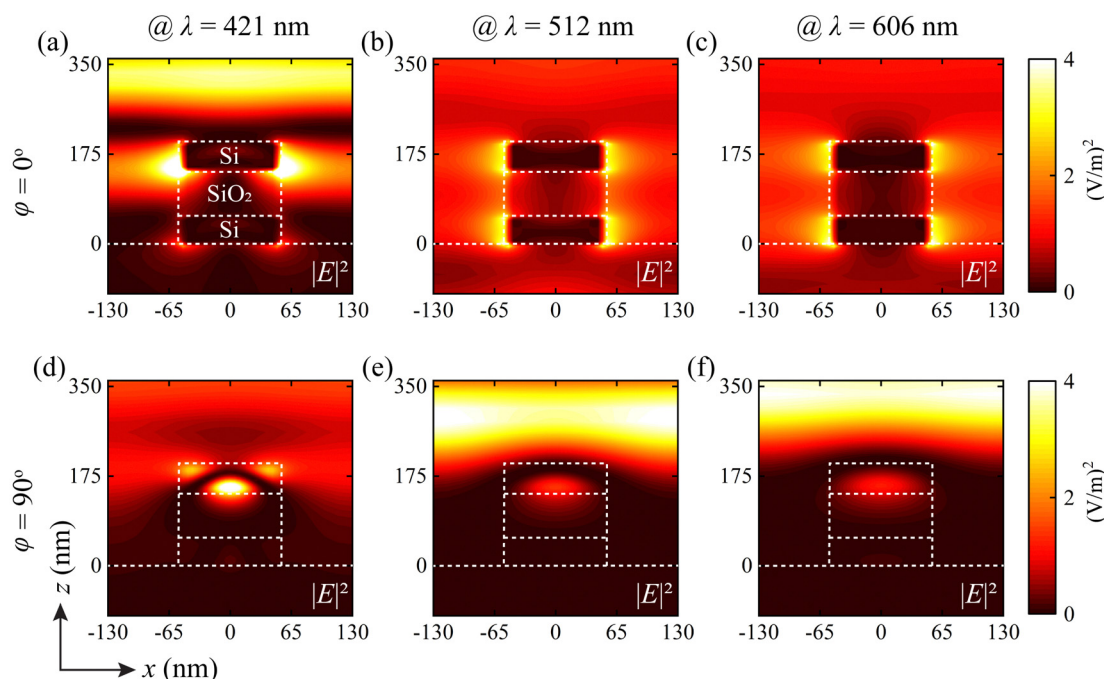 @ λ = 421 nm
@ λ = 512 nm
@ λ = 606 nm
(a)
(b)
(c)
φ = 0º
350
175
0
Si
SiO₂
Si
|E|²
-130 -65 0 65 130
350
175
0
|E|²
-130 -65 0 65 130
350
175
0
|E|²
-130 -65 0 65 130
4
2
0
(V/m)²
(d)
(e)
(f)
φ = 90º
350
175
0
|E|²
-130 -65 0 65 130
350
175
0
|E|²
-130 -65 0 65 130
350
175
0
|E|²
-130 -65 0 65 130
4
2
0
(V/m)²
z (nm)
x (nm)